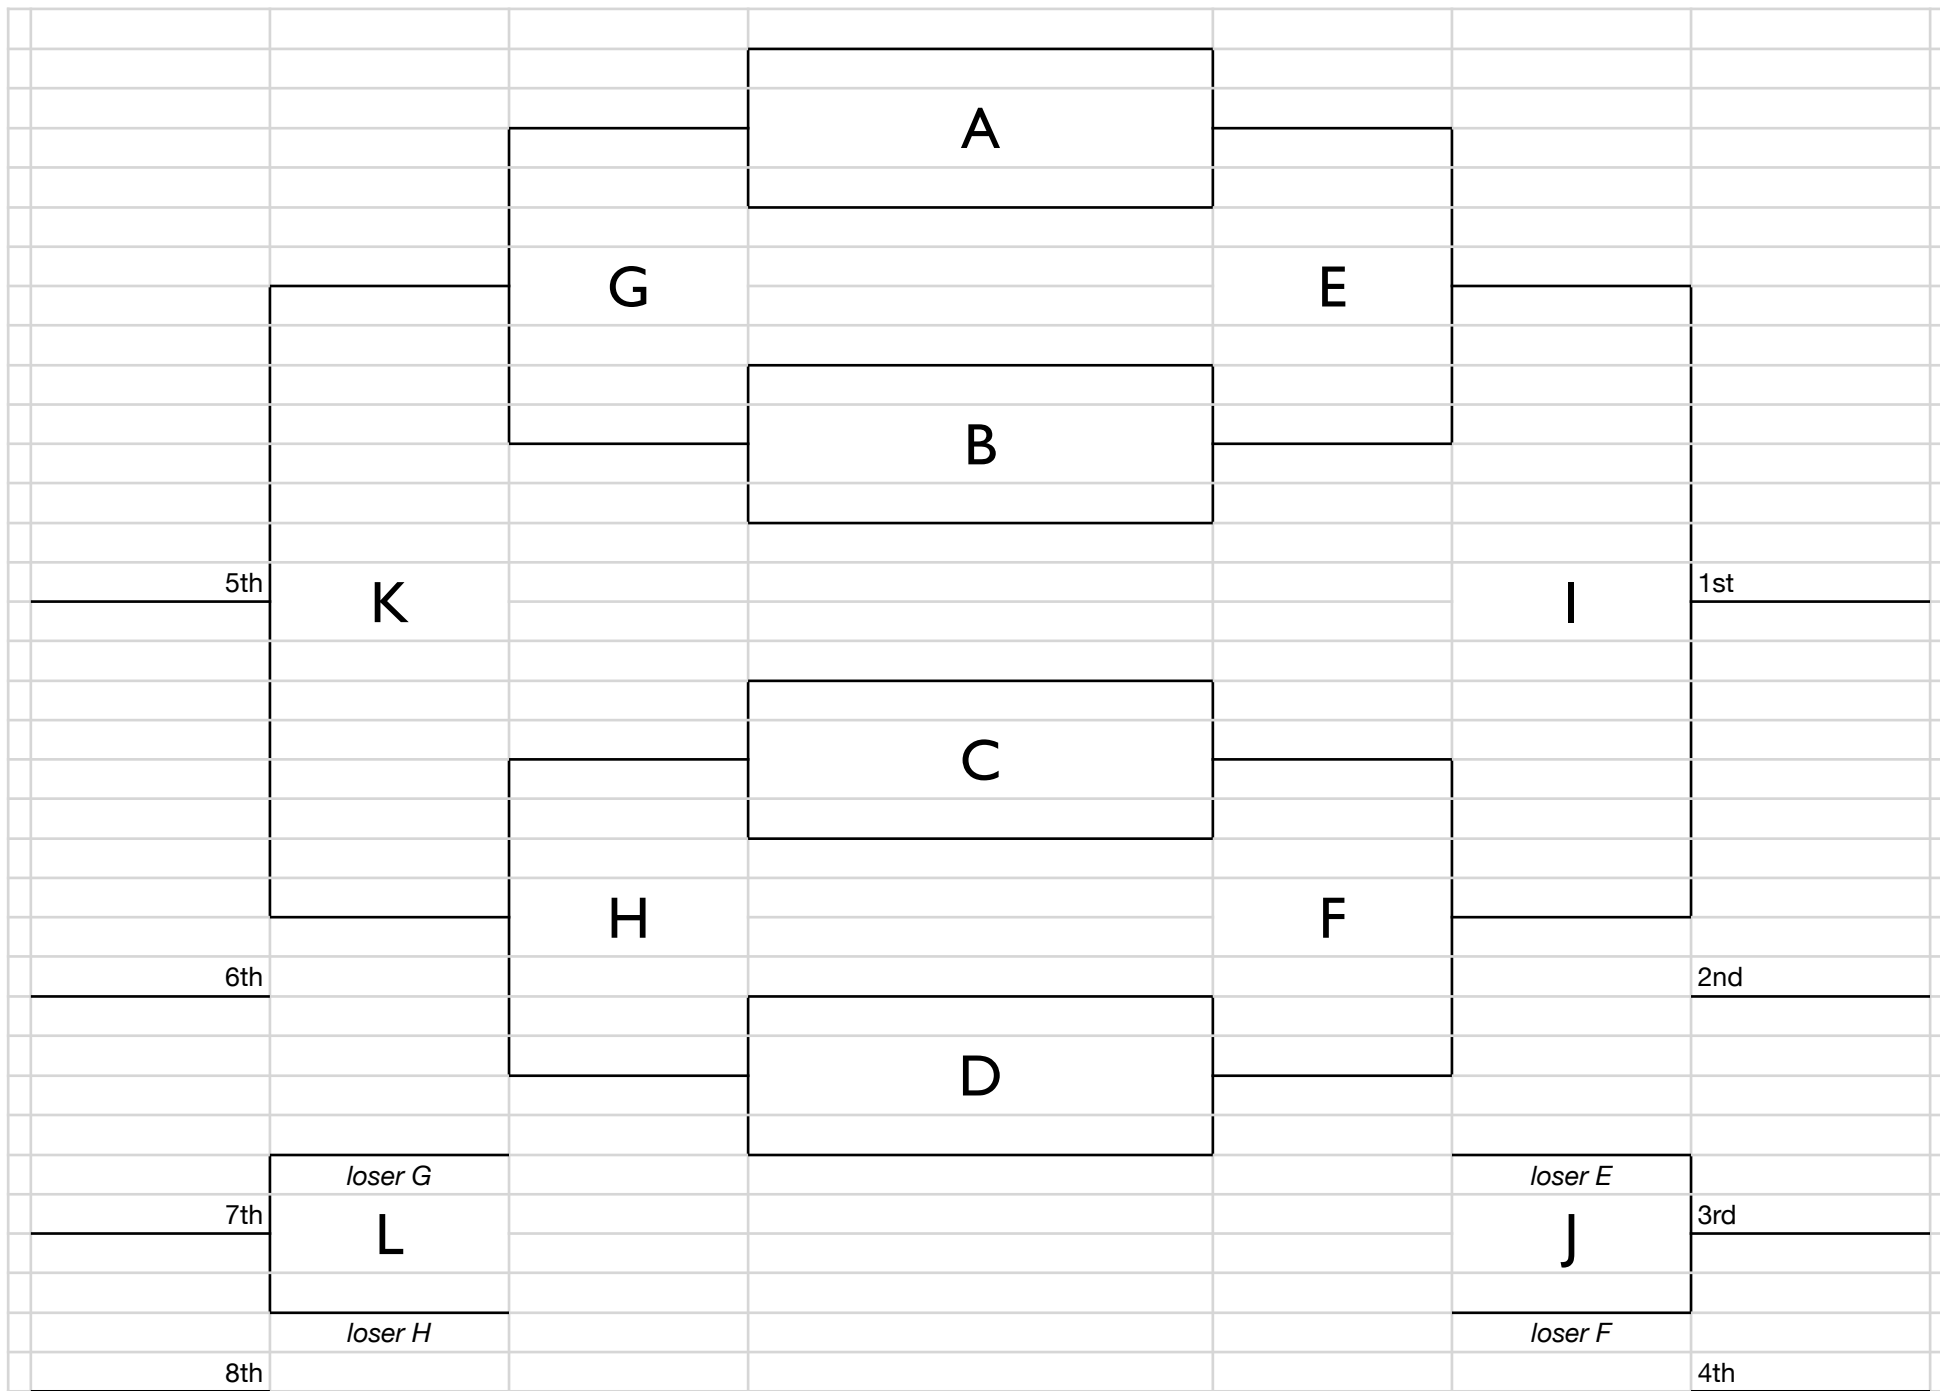 A
G
E
B
5th
K
I
1st
C
H
F
6th
2nd
D
loser G
loser E
7th
L
J
3rd
loser H
loser F
8th
4th